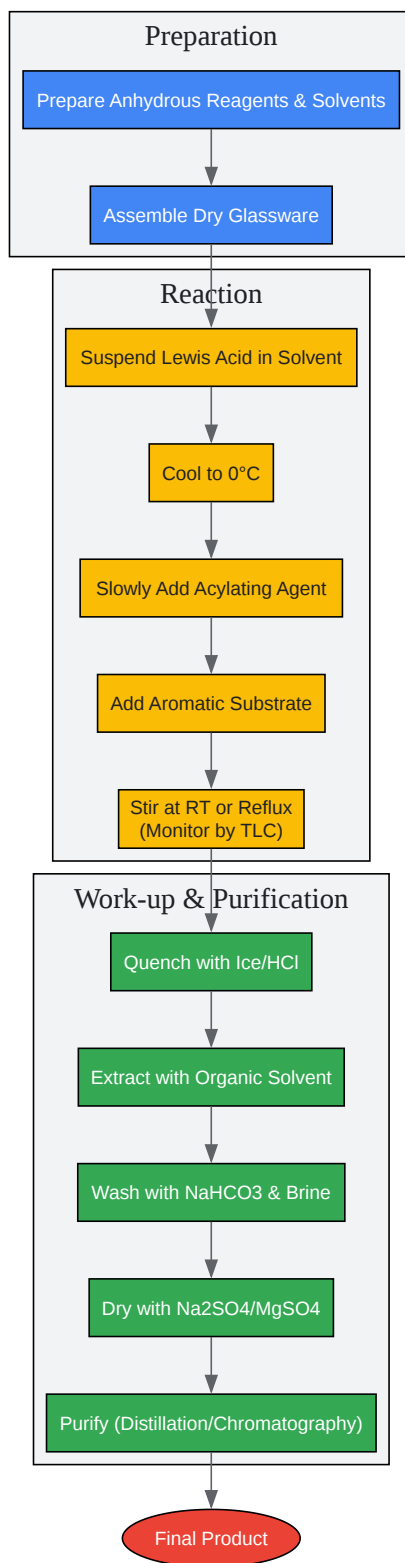 Preparation
Prepare Anhydrous Reagents & Solvents
Assemble Dry Glassware
Reaction
Suspend Lewis Acid in Solvent
Cool to 0°C
Slowly Add Acylating Agent
Add Aromatic Substrate
Stir at RT or Reflux
(Monitor by TLC)
Work-up & Purification
Quench with Ice/HCl
Extract with Organic Solvent
Wash with NaHCO3 & Brine
Dry with Na2SO4/MgSO4
Purify (Distillation/Chromatography)
Final Product